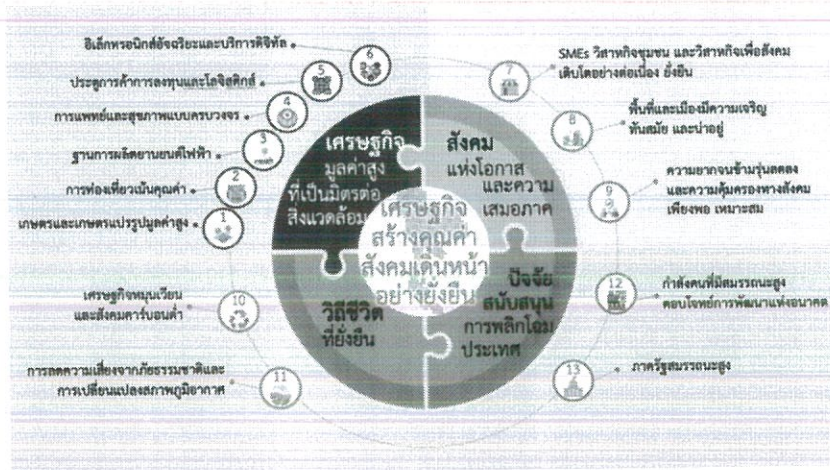 อิเล็กทรอนิกส์อัจฉริยะและบริการดิจิทัล
6
ประตูการค้าการลงทุนและโลจิสติกส์
5
การแพทย์และสุขภาพแบบครบวงจร
4
ฐานการผลิตยานยนต์ไฟฟ้า
3
การท่องเที่ยวเน้นคุณค่า
2
เกษตรและเกษตรแปรรูปมูลค่าสูง
1
เศรษฐกิจ
มูลค่าสูง
ที่เป็นมิตรต่อ
สิ่งแวดล้อม
สังคม
แห่งโอกาส
และความ
เสมอภาค
7
SMEs วิสาหกิจชุมชน และวิสาหกิจเพื่อสังคม
เติบโตอย่างต่อเนื่อง ยั่งยืน
8
พื้นที่และเมืองมีความเจริญ
ทันสมัย และน่าอยู่
9
ความยากจนข้ามรุ่นลดลง
และความคุ้มครองทางสังคม
เพียงพอ เหมาะสม
เศรษฐกิจ
สร้างคุณค่า
สังคมเดินหน้า
อย่างยั่งยืน
เศรษฐกิจหมุนเวียน
และสังคมคาร์บอนต่ำ
10
การลดความเสี่ยงจากภัยธรรมชาติและ
การเปลี่ยนแปลงสภาพภูมิอากาศ
11
วิถีชีวิต
ที่ยั่งยืน
ปัจจัย
สนับสนุน
การพลิกโฉม
ประเทศ
12
กำลังคนที่มีสมรรถนะสูง
ตอบโจทย์การพัฒนาแห่งอนาคต
13
ภาครัฐสมรรถนะสูง